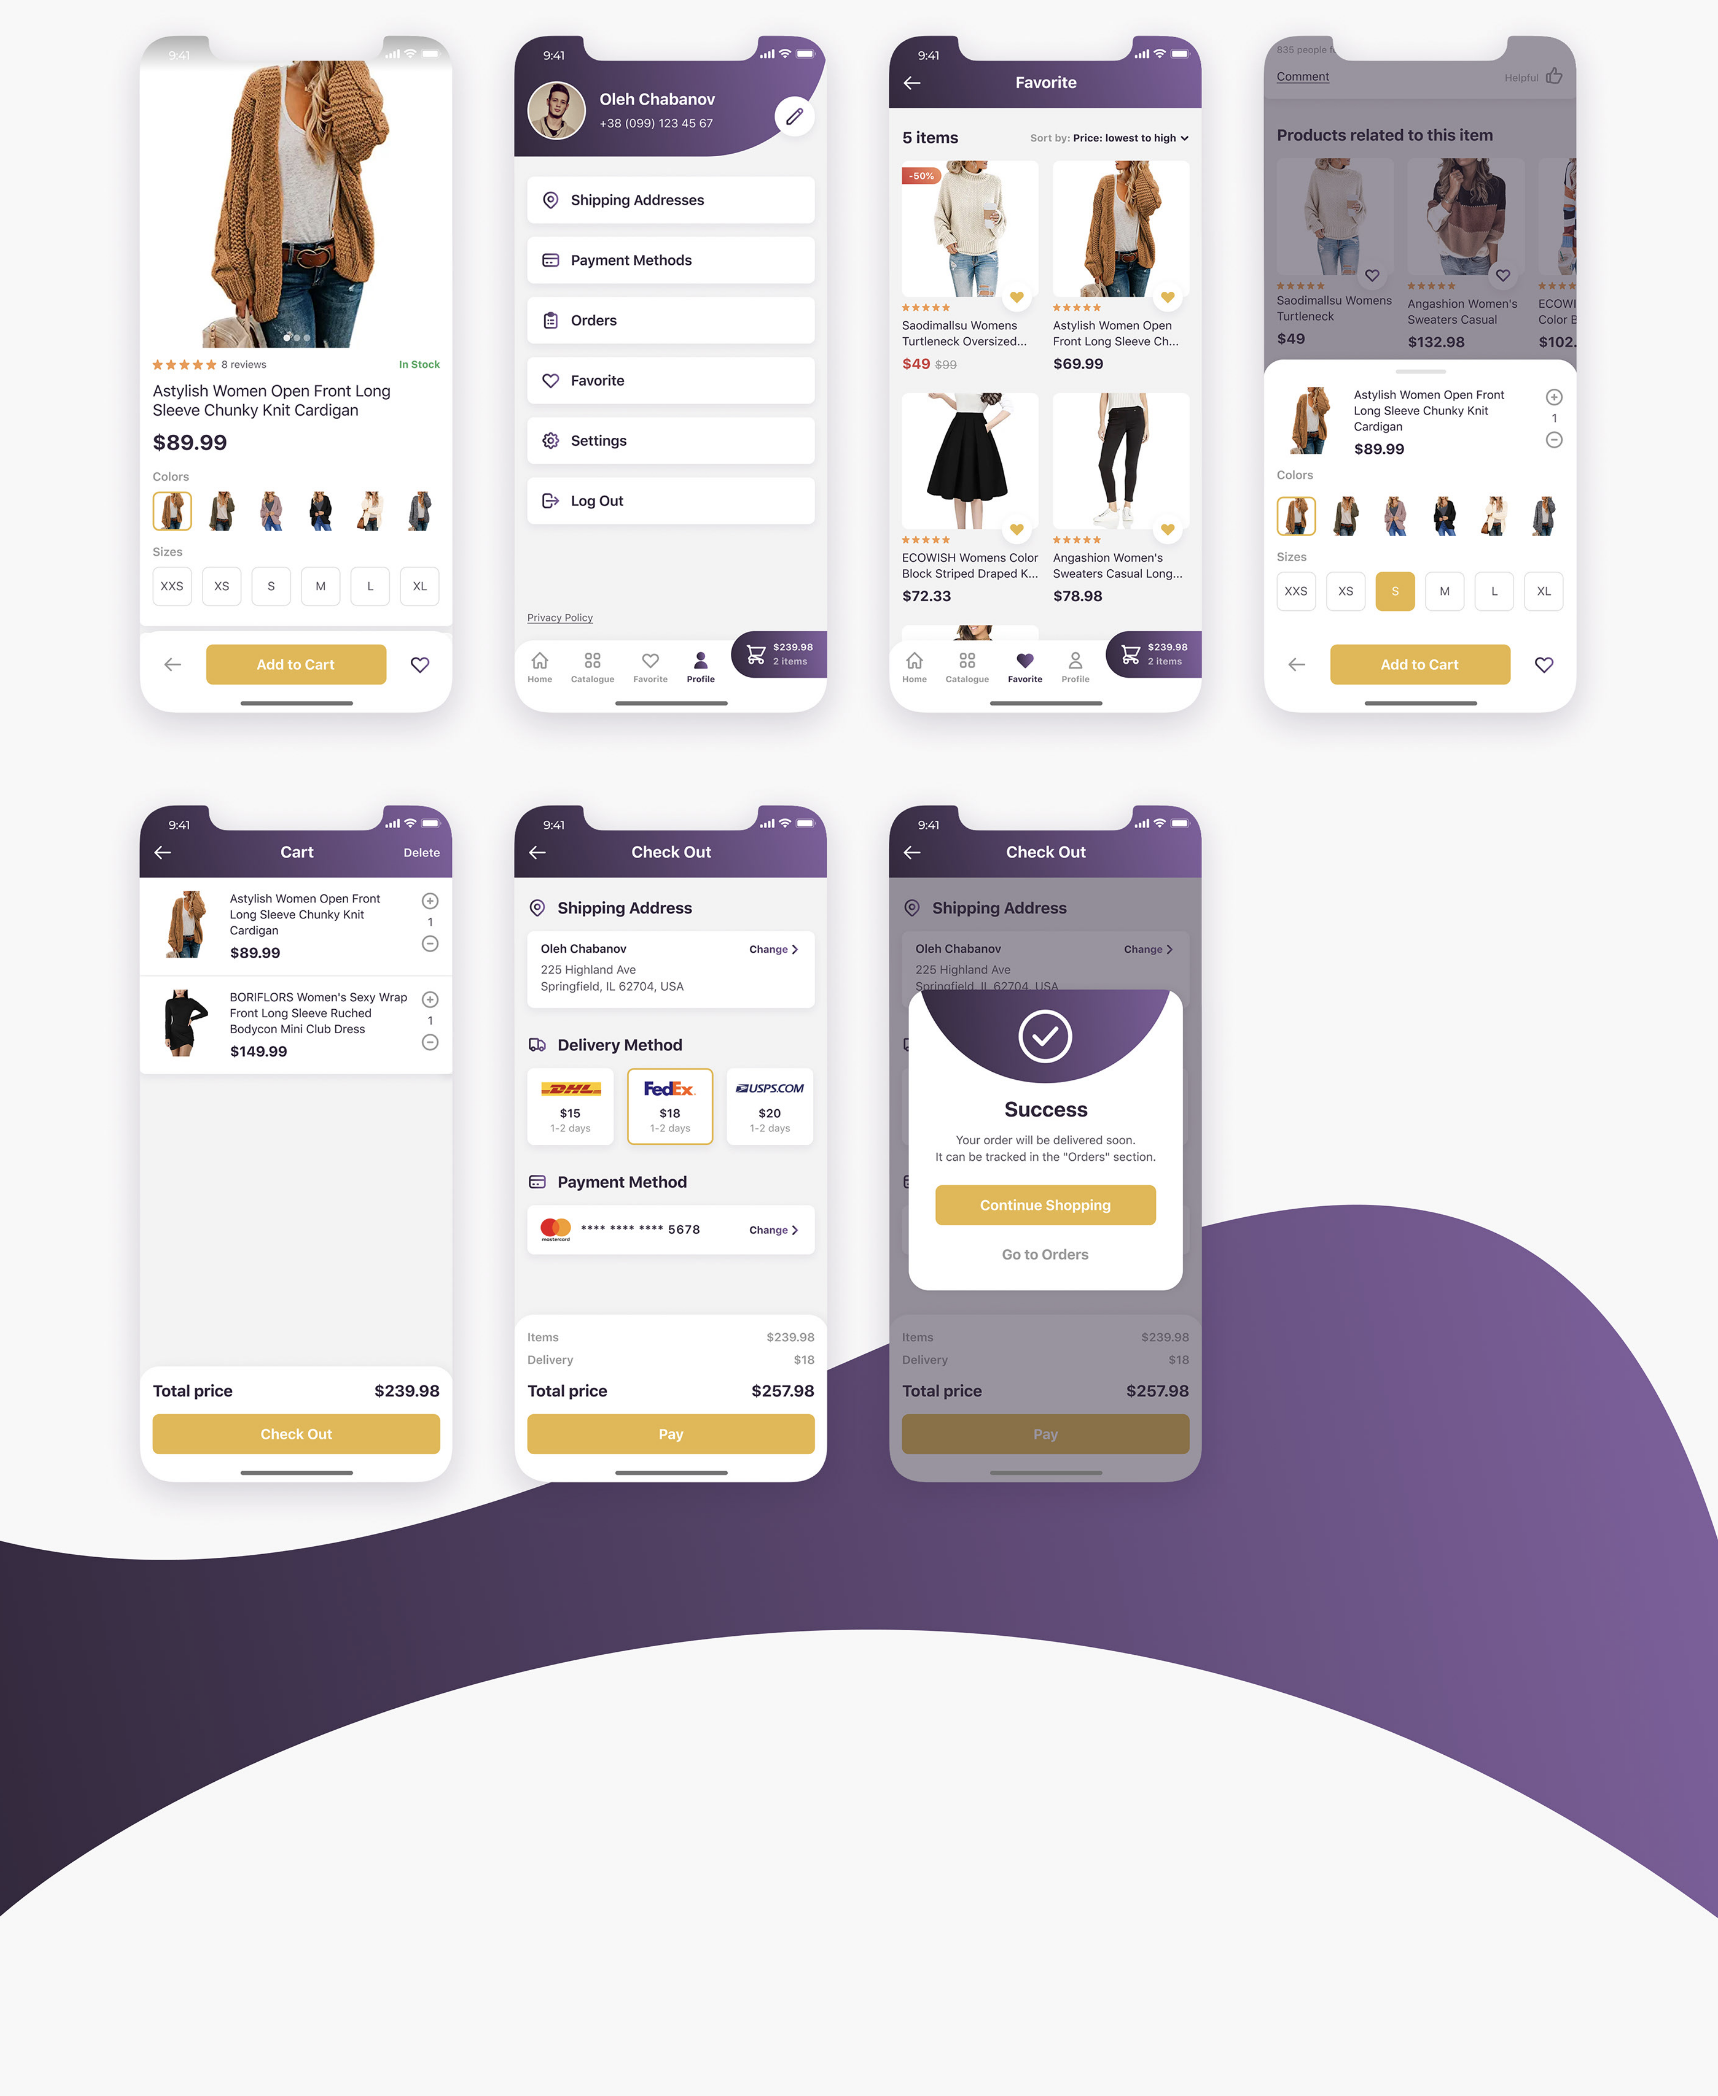 9:41
8 reviews
In Stock
Astylish Women Open Front Long
Sleeve Chunky Knit Cardigan
$89.99
Colors
Sizes
XXS XS S M L XL
Add to Cart
9:41
Oleh Chabanov
+38 (099) 123 45 67
Shipping Addresses
Payment Methods
Orders
Favorite
Settings
Log Out
Privacy Policy
$239.98
2 items
Home Catalogue Favorite Profile
9:41
Favorite
5 items
Sort by: Price: lowest to high
-50%
Saodimallsu Womens
Turtleneck Oversized...
$49 $99
Astylish Women Open
Front Long Sleeve Ch...
$69.99
ECOWISH Womens Color
Block Striped Draped K...
$72.33
Angashion Women's
Sweaters Casual Long...
$78.98
$239.98
2 items
Home Catalogue Favorite Profile
835 people
Comment
Helpful
Products related to this item
Saodimallsu Womens
Turtleneck
$49
Angashion Women's
Sweaters Casual
$132.98
ECOWI
Color B
$102.
Astylish Women Open Front
Long Sleeve Chunky Knit
Cardigan
$89.99
1
Colors
Sizes
XXS XS S M L XL
Add to Cart
9:41
Cart
Delete
Astylish Women Open Front
Long Sleeve Chunky Knit
Cardigan
$89.99
1
BORIFLORS Women's Sexy Wrap
Front Long Sleeve Ruched
Bodycon Mini Club Dress
$149.99
1
Total price $239.98
Check Out
9:41
Check Out
Shipping Address
Oleh Chabanov
Change
225 Highland Ave
Springfield, IL 62704, USA
Delivery Method
DHL
$15
1-2 days
FedEx
$18
1-2 days
USPS.COM
$20
1-2 days
Payment Method
mastercard
**** **** **** 5678
Change
Items $239.98
Delivery $18
Total price $257.98
Pay
9:41
Check Out
Shipping Address
Oleh Chabanov
Change
225 Highland Ave
Springfield, IL 62704, USA
Success
Your order will be delivered soon.
It can be tracked in the "Orders" section.
Continue Shopping
Go to Orders
Items $239.98
Delivery $18
Total price $257.98
Pay